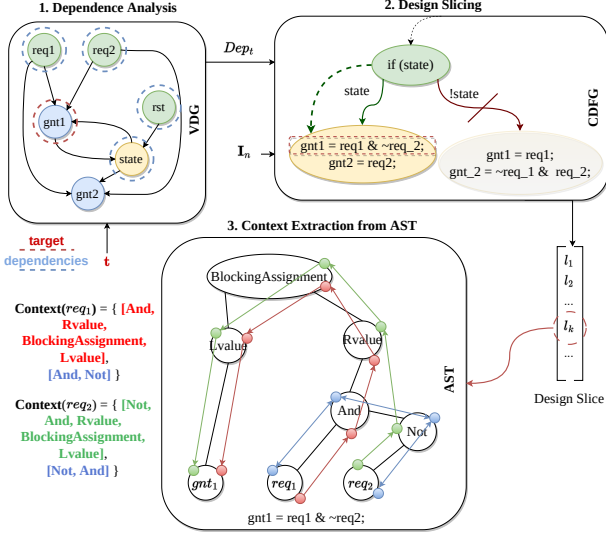 1. Dependence Analysis
req1
req2
rst
gnt1
state
gnt2
VDG
target
dependencies
t
Dep_t
I_n
2. Design Slicing
if (state)
state
!state
gnt1 = req1 & ~req_2;
gnt2 = req2;
gnt1 = req1;
gnt_2 = ~req_1 & req_2;
CDFG
l_1
l_2
...
l_k
...
Design Slice
3. Context Extraction from AST
BlockingAssignment
Lvalue
Rvalue
And
Not
gnt_1
req_1
req_2
gnt1 = req1 & ~req2;
AST
Context(req_1) = { [And,
Rvalue,
BlockingAssignment,
Lvalue],
[And, Not] }
Context(req_2) = { [Not,
And, Rvalue,
BlockingAssignment,
Lvalue],
[Not, And] }